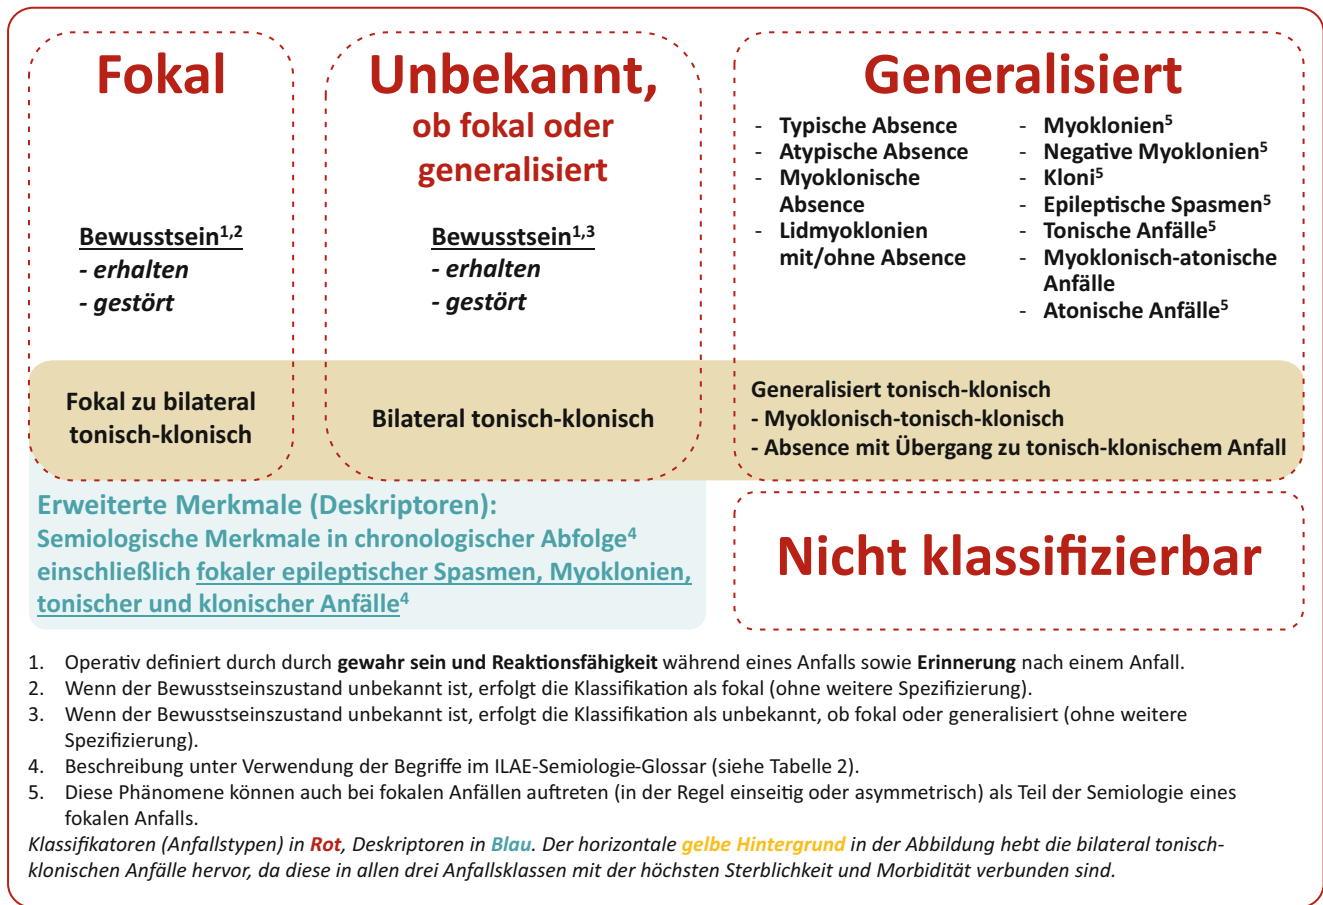 Fokal
Bewusstsein1,2
- erhalten
- gestört
Fokal zu bilateral
tonisch-klonisch
Unbekannt,
ob fokal oder
generalisiert
Bewusstsein1,3
- erhalten
- gestört
Bilateral tonisch-klonisch
Generalisiert
- Typische Absence
- Atypische Absence
- Myoklonische
Absence
- Lidmyoklonien
mit/ohne Absence
- Myoklonien5
- Negative Myoklonien5
- Kloni5
- Epileptische Spasmen5
- Tonische Anfälle5
- Myoklonisch-atonische
Anfälle
- Atonische Anfälle5
Generalisiert tonisch-klonisch
- Myoklonisch-tonisch-klonisch
- Absence mit Übergang zu tonisch-klonischem Anfall
Erweiterte Merkmale (Deskriptoren):
Semiologische Merkmale in chronologischer Abfolge4
einschließlich fokaler epileptischer Spasmen, Myoklonien,
tonischer und klonischer Anfälle4
Nicht klassifizierbar
1. Operativ definiert durch durch gewahr sein und Reaktionsfähigkeit während eines Anfalls sowie Erinnerung nach einem Anfall.
2. Wenn der Bewusstseinszustand unbekannt ist, erfolgt die Klassifikation als fokal (ohne weitere Spezifizierung).
3. Wenn der Bewusstseinszustand unbekannt ist, erfolgt die Klassifikation als unbekannt, ob fokal oder generalisiert (ohne weitere
Spezifizierung).
4. Beschreibung unter Verwendung der Begriffe im ILAE-Semiologie-Glossar (siehe Tabelle 2).
5. Diese Phänomene können auch bei fokalen Anfällen auftreten (in der Regel einseitig oder asymmetrisch) als Teil der Semiologie eines
fokalen Anfalls.
Klassifikatoren (Anfallstypen) in Rot, Deskriptoren in Blau. Der horizontale gelbe Hintergrund in der Abbildung hebt die bilateral tonisch-
klonischen Anfälle hervor, da diese in allen drei Anfallsklassen mit der höchsten Sterblichkeit und Morbidität verbunden sind.